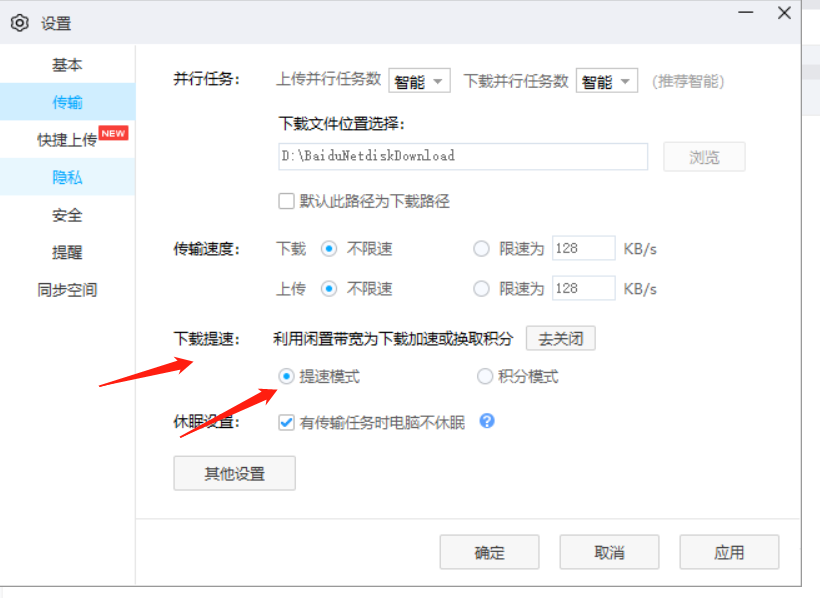 设置
基本
传输
快捷上传 NEW
隐私
安全
提醒
同步空间
并行任务: 上传并行任务数 智能 下载并行任务数 智能 (推荐智能)
下载文件位置选择:
D:\BaiduNetdiskDownload 浏览
默认此路径为下载路径
传输速度: 下载 不限速 限速为 128 KB/s
上传 不限速 限速为 128 KB/s
下载提速: 利用闲置带宽为下载加速或换取积分 去关闭
提速模式 积分模式
休眠设置: 有传输任务时电脑不休眠 ?
其他设置
确定 取消 应用